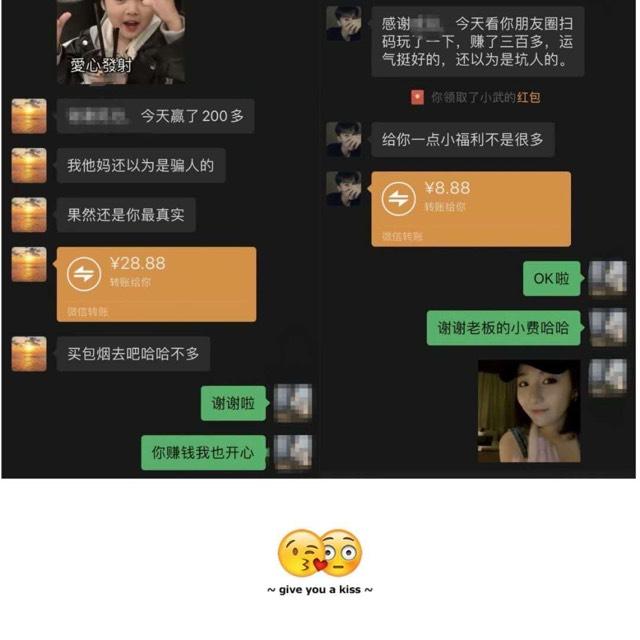 愛心發射
今天赢了200多
我他妈还以为是骗人的
果然还是你最真实
¥28.88
转账给你
微信转账
买包烟去吧哈哈不多
谢谢啦
你赚钱我也开心
感谢
今天看你朋友圈扫
码玩了一下，赚了三百多，运
气挺好的，还以为是坑人的。
你领取了小武的红包
给你一点小福利不是很多
¥8.88
转账给你
微信转账
OK啦
谢谢老板的小费哈哈
~ give you a kiss ~